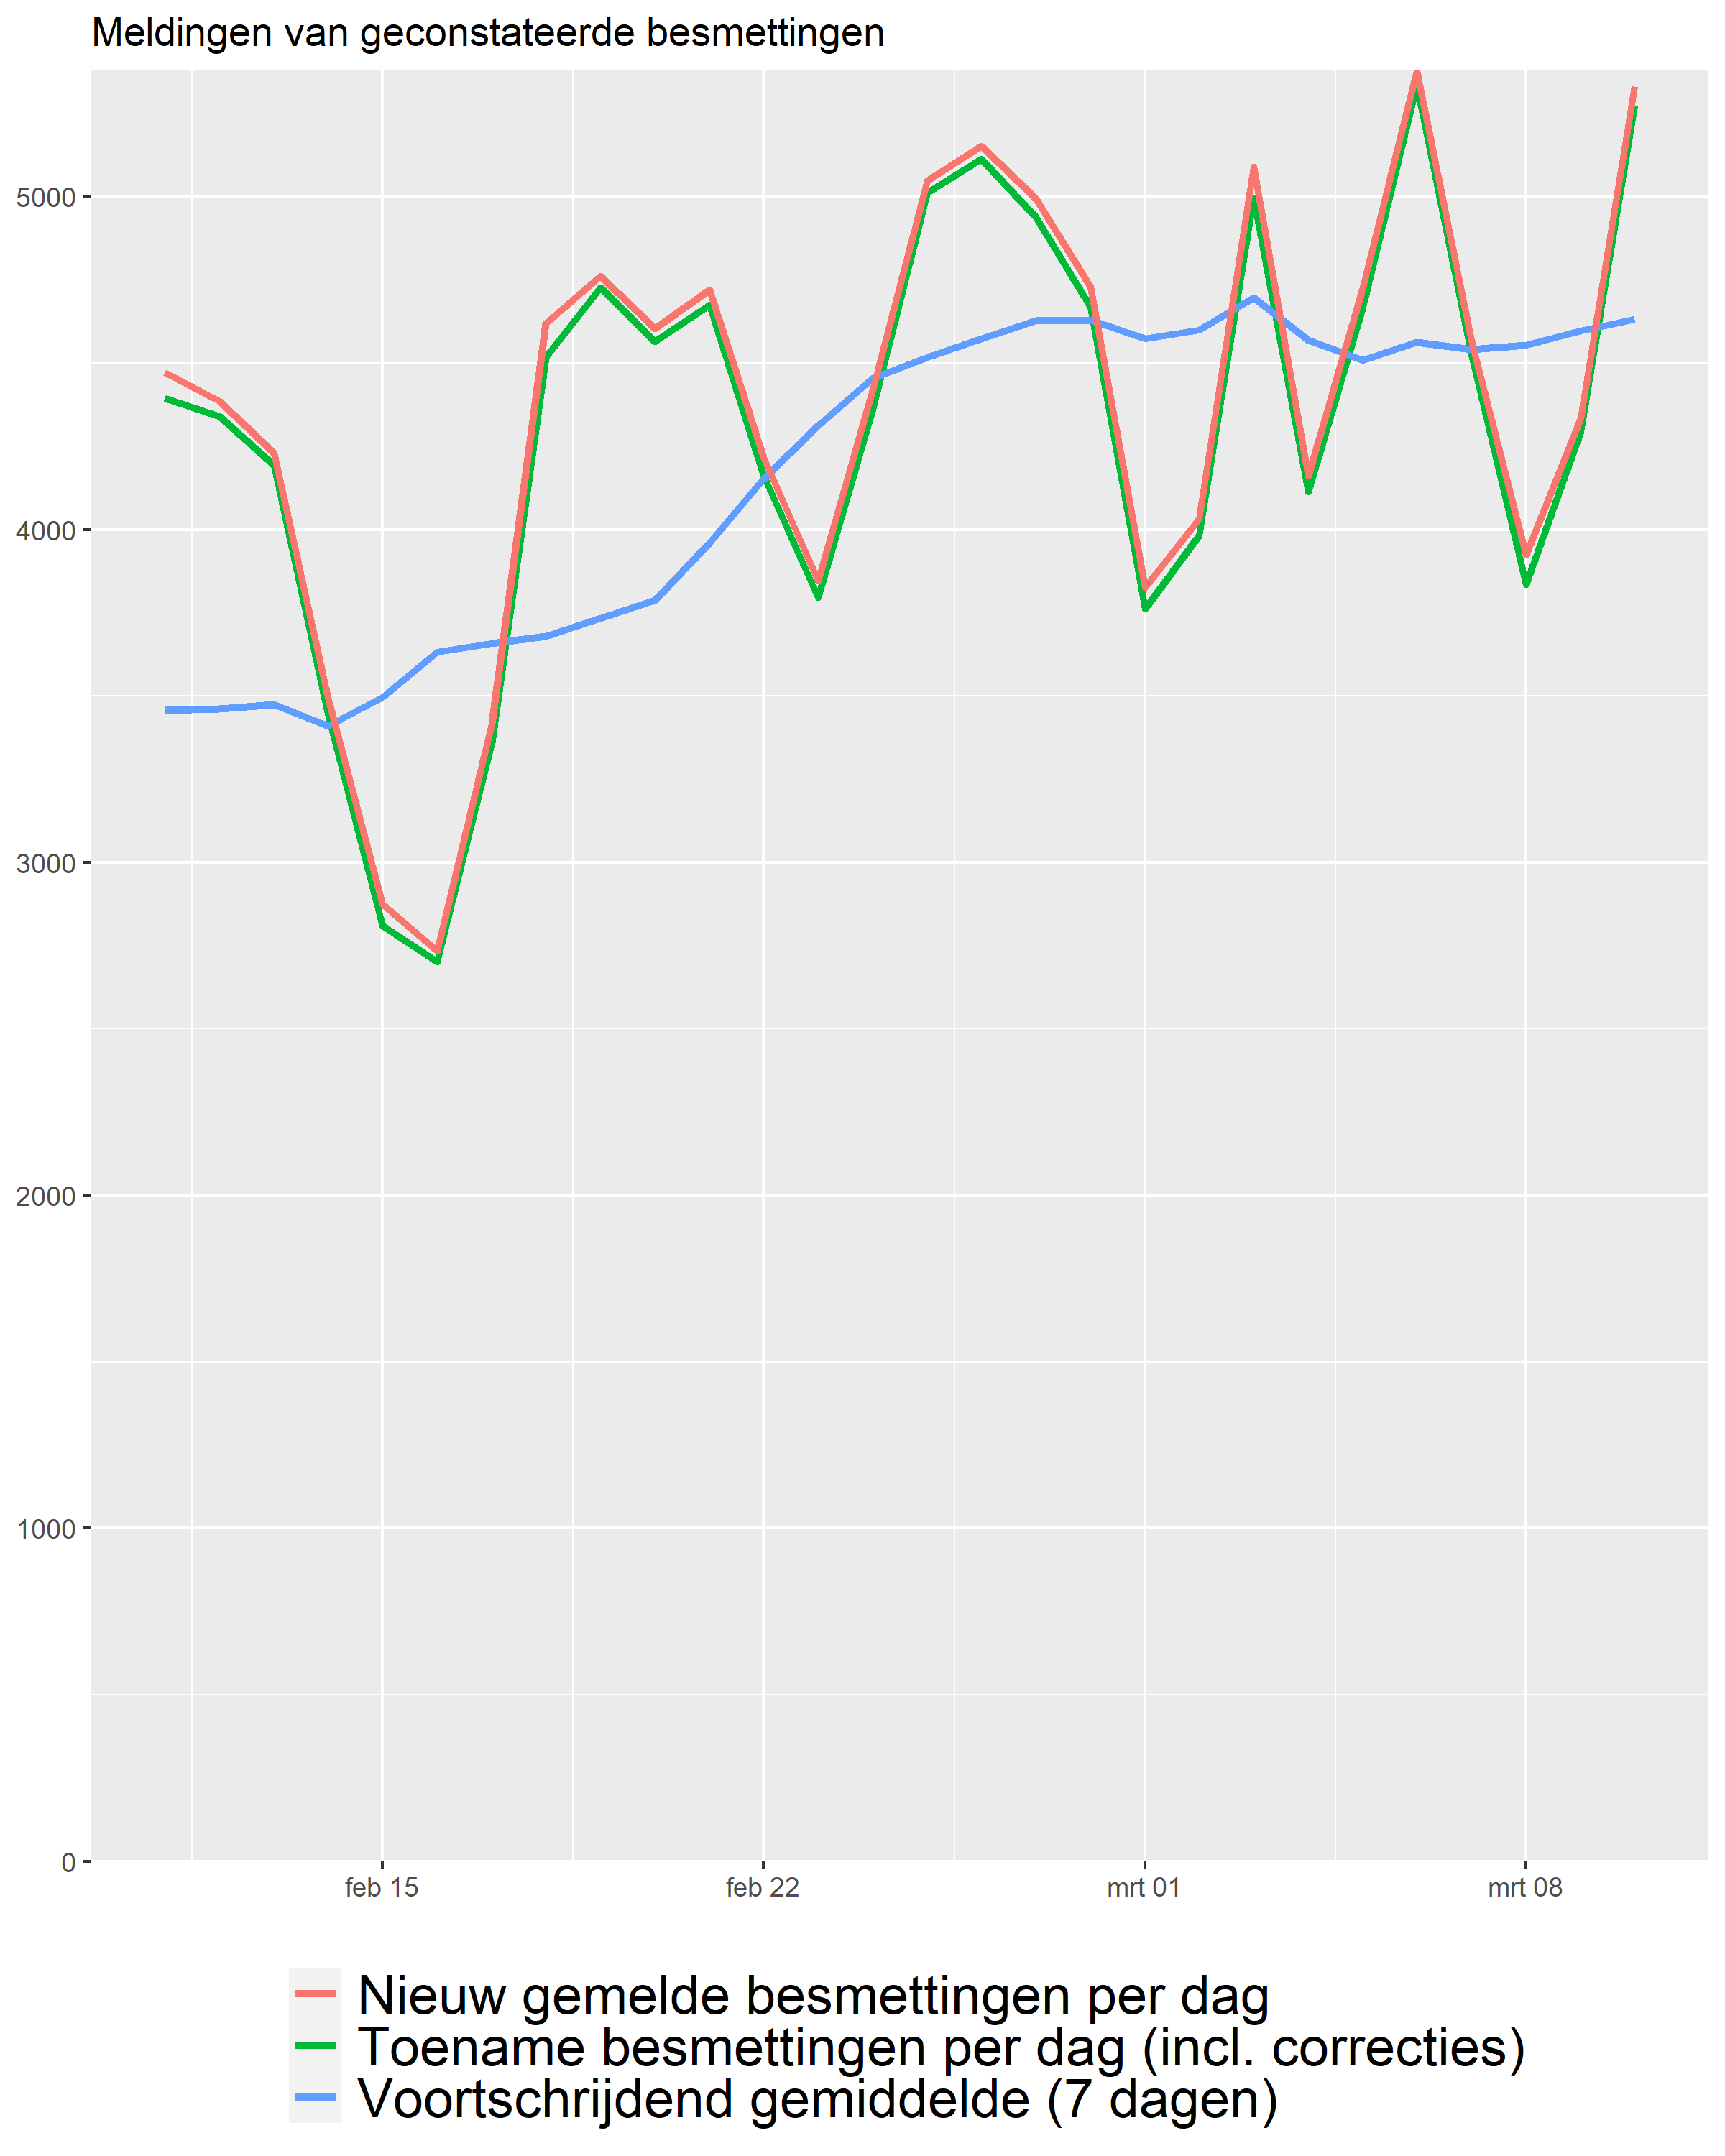 Meldingen van geconstateerde besmettingen
5000
4000
3000
2000
1000
0
feb 15 feb 22 mrt 01 mrt 08
Nieuw gemelde besmettingen per dag
Toename besmettingen per dag (incl. correcties)
Voortschrijdend gemiddelde (7 dagen)